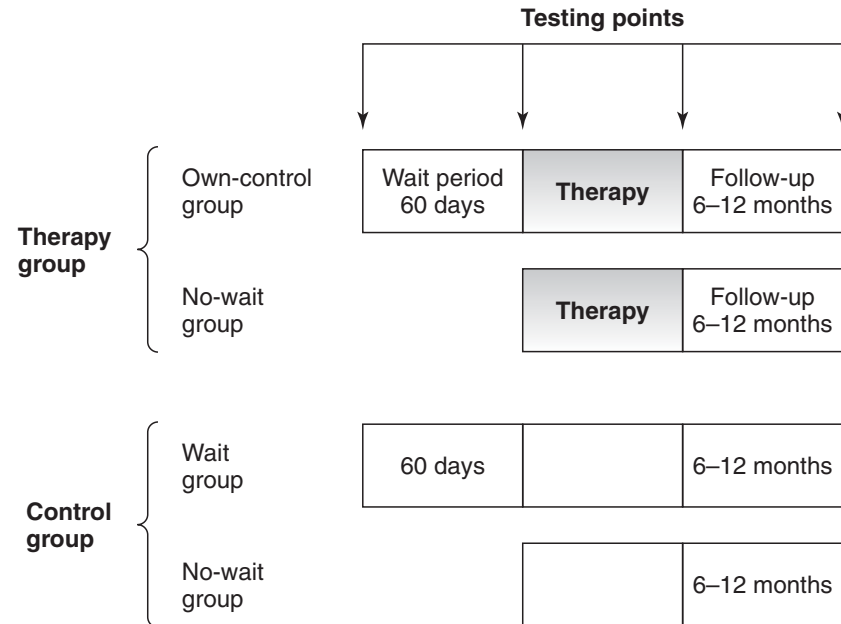 Testing points
Own-control
group
Wait period
60 days
Therapy
Follow-up
6–12 months
Therapy
group
No-wait
group
Therapy
Follow-up
6–12 months
Wait
group
60 days
6–12 months
Control
group
No-wait
group
6–12 months